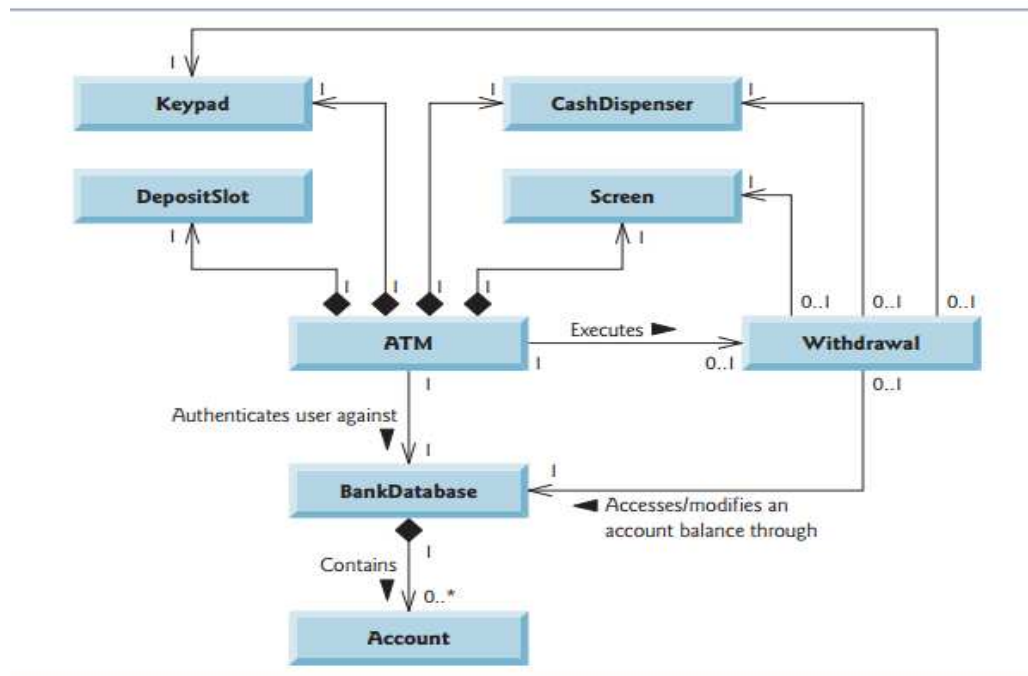 1
Keypad
1
1
CashDispenser
1
DepositSlot
Screen
1
1
1
1
1
1
1
0..1
0..1
0..1
ATM
Executes ►
1
0..1
Withdrawal
1
0..1
Authenticates user against
▼
1
BankDatabase
1
◄ Accesses/modifies an
account balance through
1
Contains
▼
0..*
Account